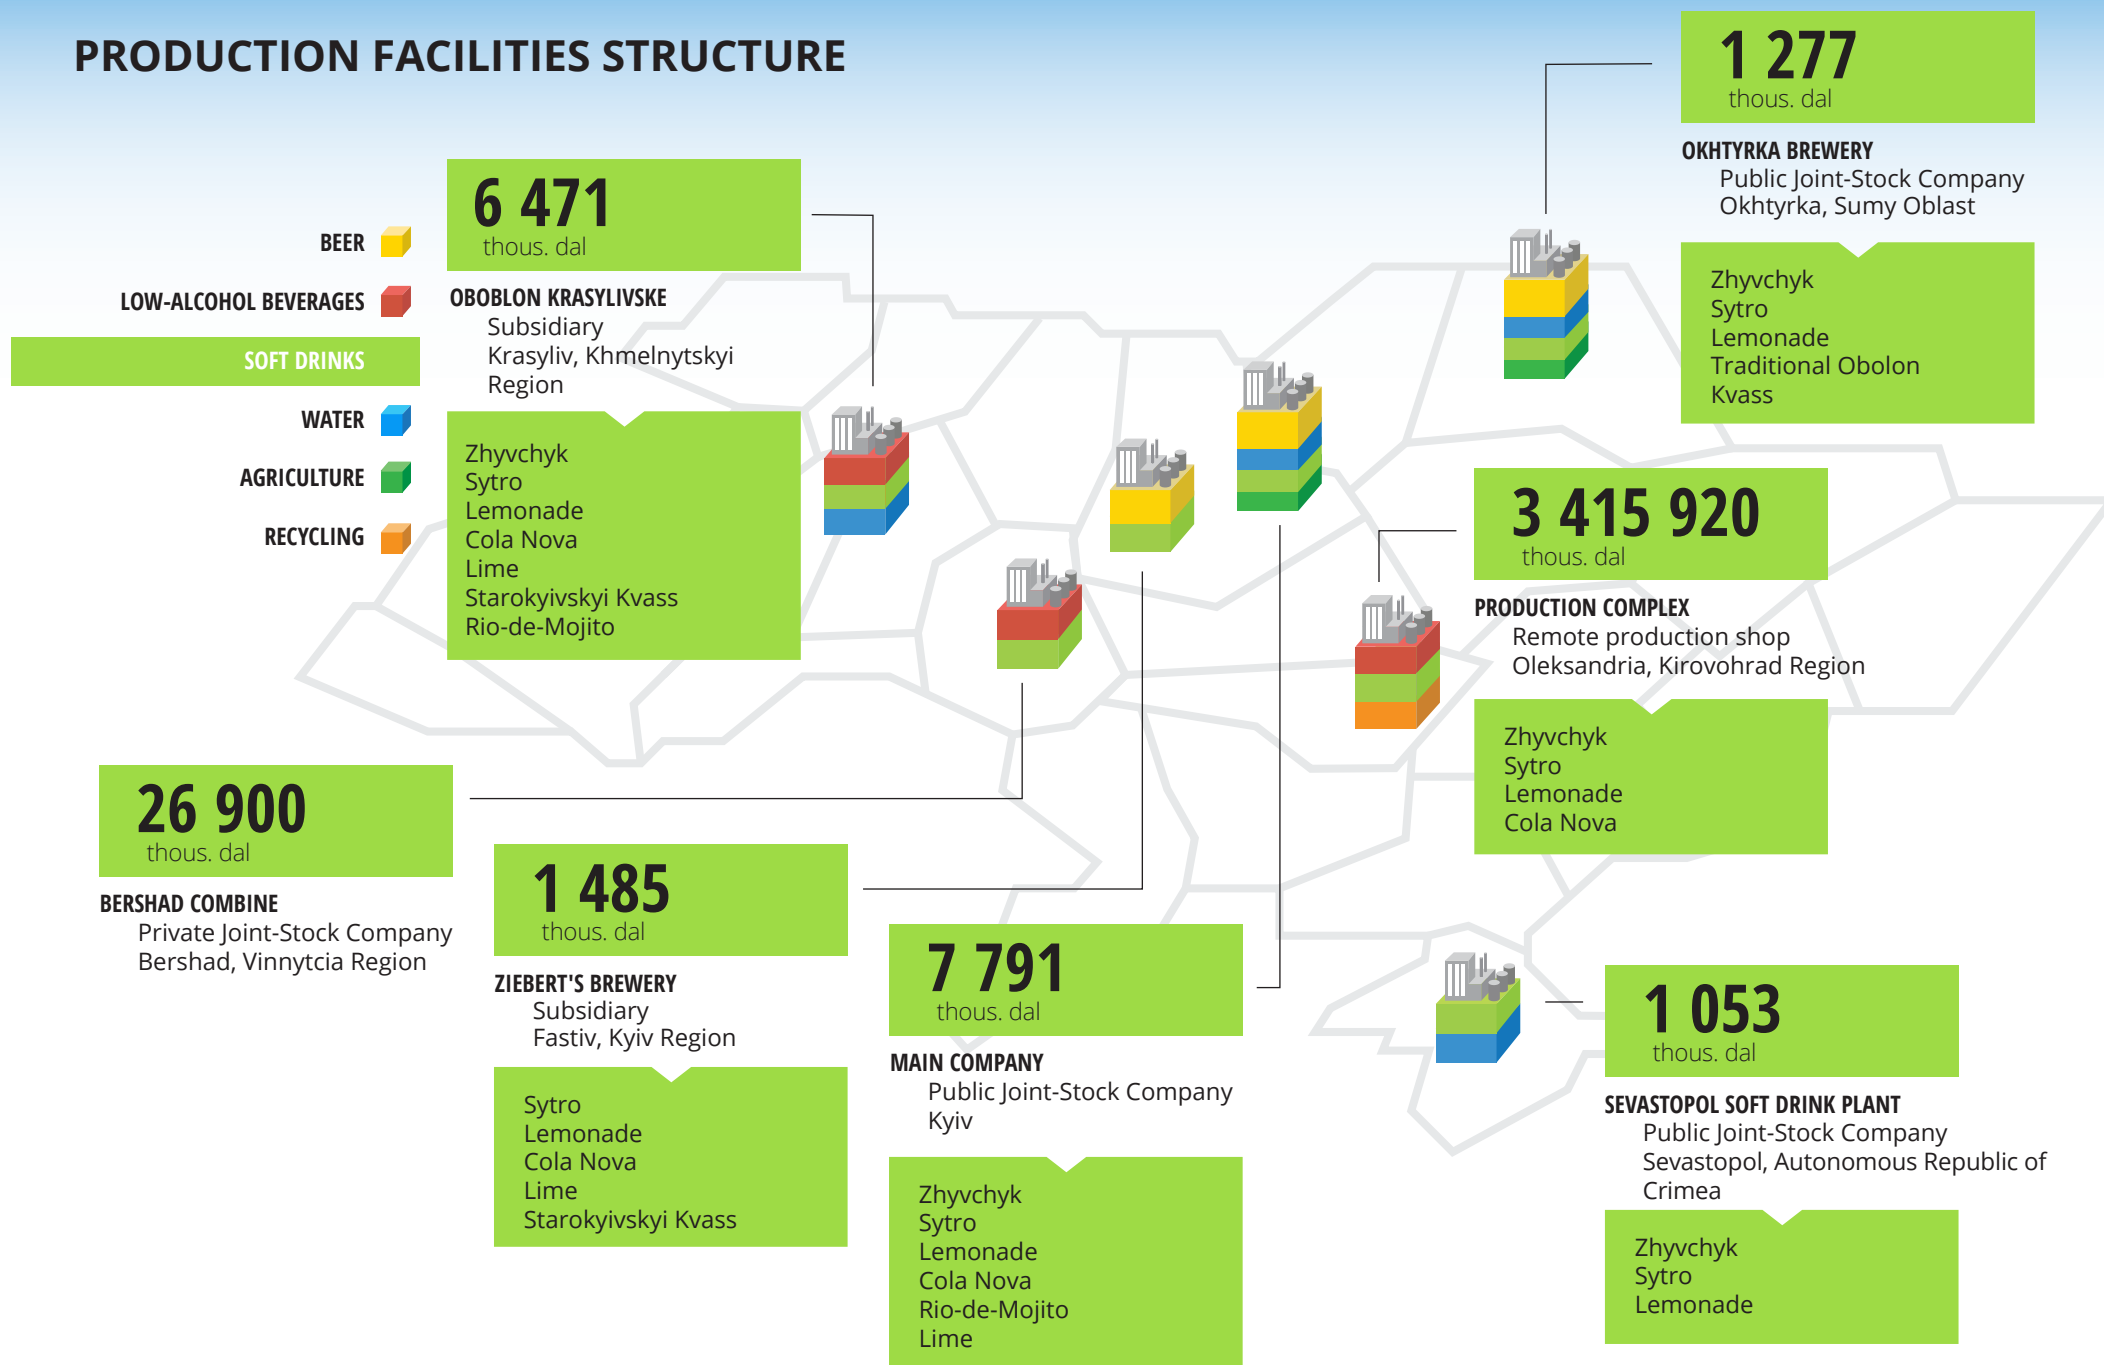 PRODUCTION FACILITIES STRUCTURE
BEER
LOW-ALCOHOL BEVERAGES
SOFT DRINKS
WATER
AGRICULTURE
RECYCLING
6 471
thous. dal
OBOBLON KRASYLIVSKE
Subsidiary
Krasyliv, Khmelnytskyi
Region
Zhyvchyk
Sytro
Lemonade
Cola Nova
Lime
Starokyivskyi Kvass
Rio-de-Mojito
1 277
thous. dal
OKHTYRKA BREWERY
Public Joint-Stock Company
Okhtyrka, Sumy Oblast
Zhyvchyk
Sytro
Lemonade
Traditional Obolon
Kvass
3 415 920
thous. dal
PRODUCTION COMPLEX
Remote production shop
Oleksandria, Kirovohrad Region
Zhyvchyk
Sytro
Lemonade
Cola Nova
26 900
thous. dal
BERSHAD COMBINE
Private Joint-Stock Company
Bershad, Vinnytcia Region
1 485
thous. dal
ZIEBERT'S BREWERY
Subsidiary
Fastiv, Kyiv Region
Sytro
Lemonade
Cola Nova
Lime
Starokyivskyi Kvass
7 791
thous. dal
MAIN COMPANY
Public Joint-Stock Company
Kyiv
Zhyvchyk
Sytro
Lemonade
Cola Nova
Rio-de-Mojito
Lime
1 053
thous. dal
SEVASTOPOL SOFT DRINK PLANT
Public Joint-Stock Company
Sevastopol, Autonomous Republic of
Crimea
Zhyvchyk
Sytro
Lemonade